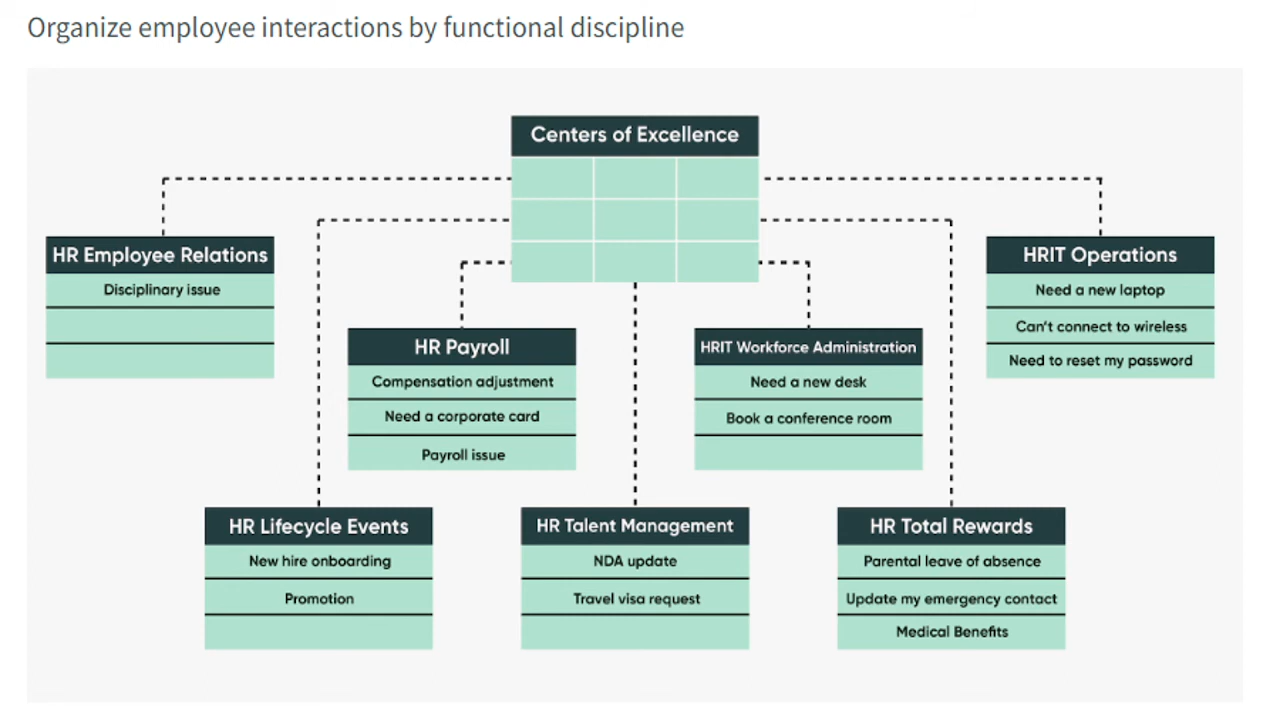 Organize employee interactions by functional discipline
Centers of Excellence
HR Employee Relations
Disciplinary issue
HRIT Operations
Need a new laptop
Can't connect to wireless
Need to reset my password
HR Payroll
Compensation adjustment
Need a corporate card
Payroll issue
HRIT Workforce Administration
Need a new desk
Book a conference room
HR Lifecycle Events
New hire onboarding
Promotion
HR Talent Management
NDA update
Travel visa request
HR Total Rewards
Parental leave of absence
Update my emergency contact
Medical Benefits